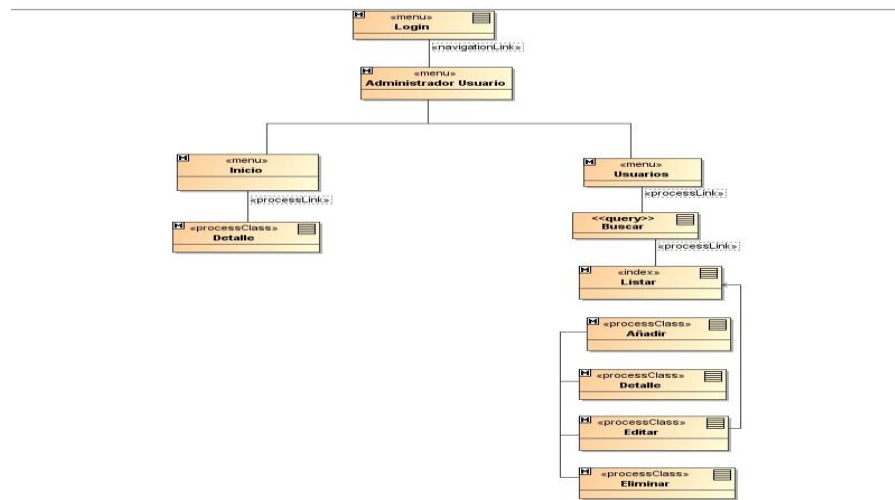 «menu»
Login
«navigationLink»
«menu»
Administrador Usuario
«menu»
Inicio
«processLink»
«processClass»
Detalle
«menu»
Usuarios
«processLink»
<<query>>
Buscar
«processLink»
«index»
Listar
«processClass»
Añadir
«processClass»
Detalle
«processClass»
Editar
«processClass»
Eliminar